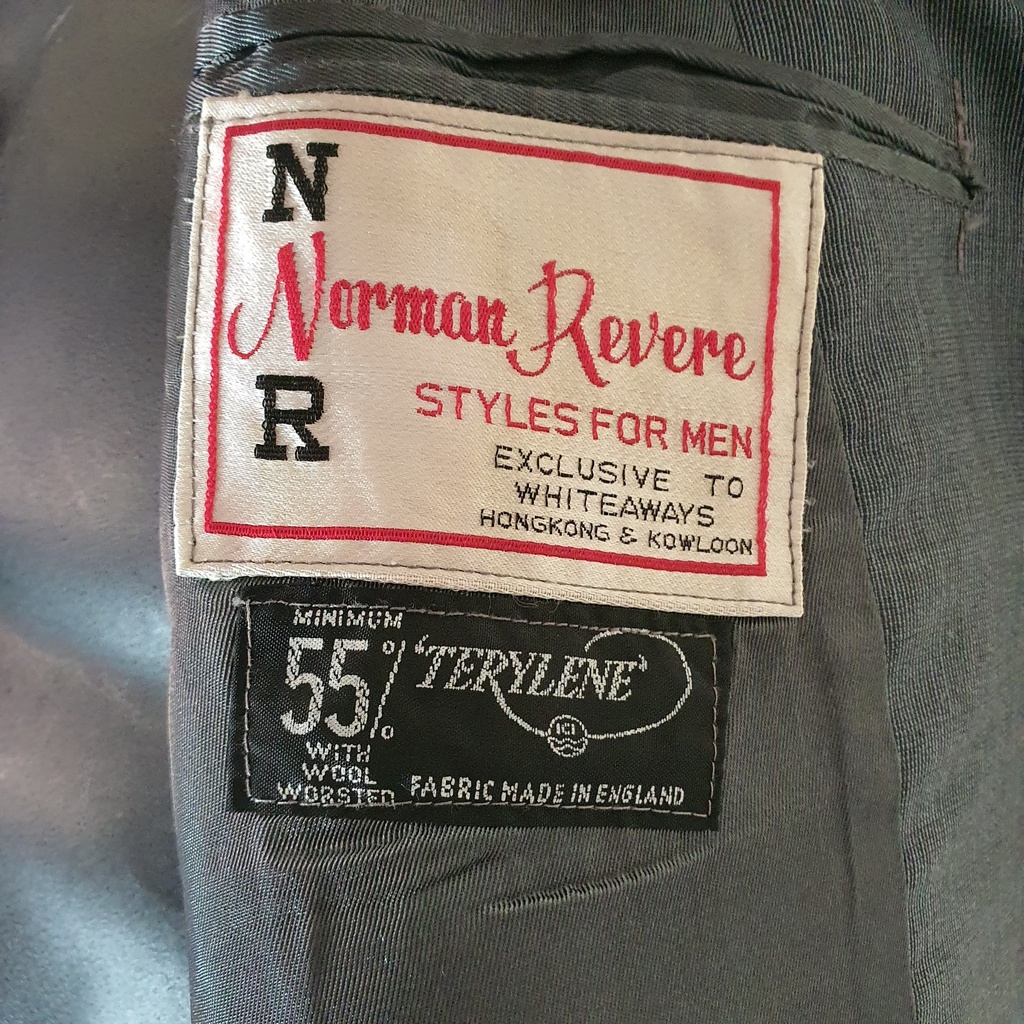 N
Norman Revere
R
STYLES FOR MEN
EXCLUSIVE TO
WHITEAWAYS
HONGKONG & KOWLOON
MINIMUM
55% 'TERYLENE'
ICI
WITH
WOOL
WORSTED FABRIC MADE IN ENGLAND